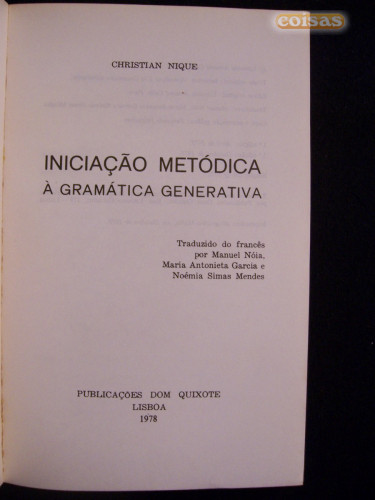 coisas
CHRISTIAN NIQUE
INICIAÇÃO METÓDICA
À GRAMÁTICA GENERATIVA
Traduzido do francês
por Manuel Nóia,
Maria Antonieta Garcia e
Noémia Simas Mendes
PUBLICAÇÕES DOM QUIXOTE
LISBOA
1978